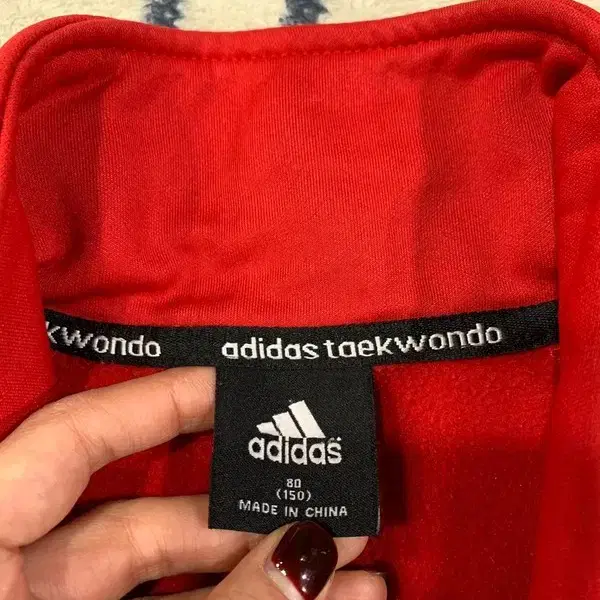 kwondo adidas taekwondo
adidas
80
(150)
MADE IN CHINA